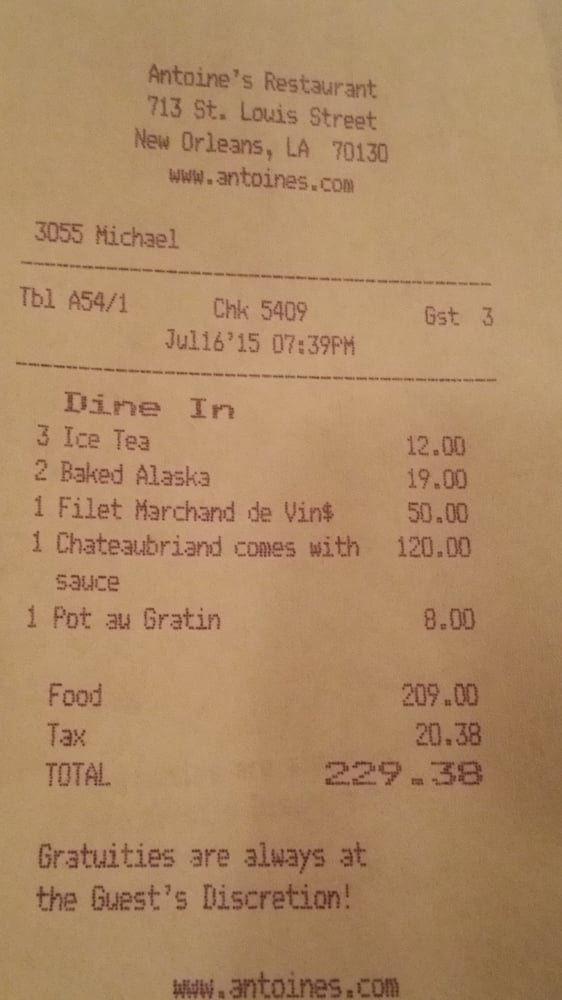 Antoine's Restaurant
713 St. Louis Street
New Orleans, LA 70130
www.antoines.com
3055 Michael
Tbl A54/1 Chk 5409 Gst 3
Jul16'15 07:39PM
Dine In
3 Ice Tea 12.00
2 Baked Alaska 19.00
1 Filet Marchand de Vin$ 50.00
1 Chateaubriand comes with 120.00
sauce
1 Pot au Gratin 8.00
Food 209.00
Tax 20.38
TOTAL 229.38
Gratuities are always at
the Guest's Discretion!
www.antoines.com